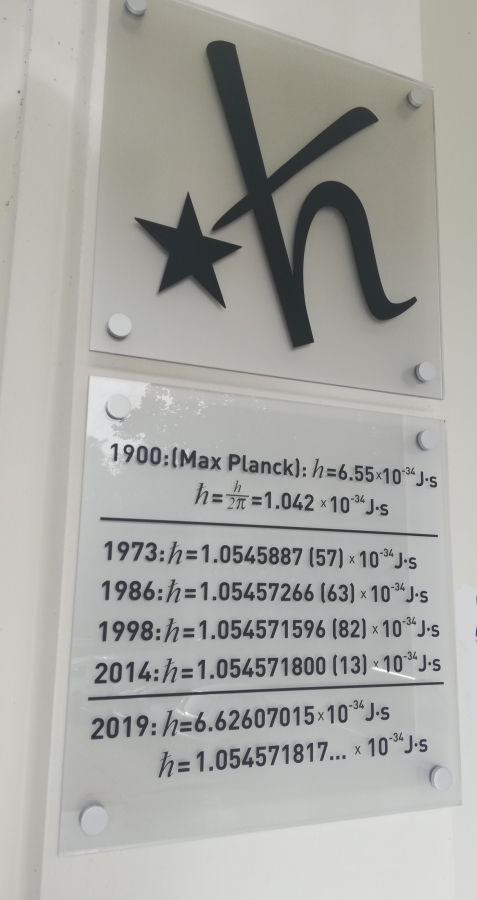 ★ħ
1900:(Max Planck): h=6.55×10⁻³⁴J·s
ħ=h/2π=1.042 ×10⁻³⁴J·s
1973:ħ=1.0545887 (57) ×10⁻³⁴J·s
1986:ħ=1.05457266 (63) ×10⁻³⁴J·s
1998:ħ=1.054571596 (82) ×10⁻³⁴J·s
2014:ħ=1.054571800 (13) ×10⁻³⁴J·s
2019: h=6.62607015×10⁻³⁴J·s
ħ=1.054571817... ×10⁻³⁴J·s